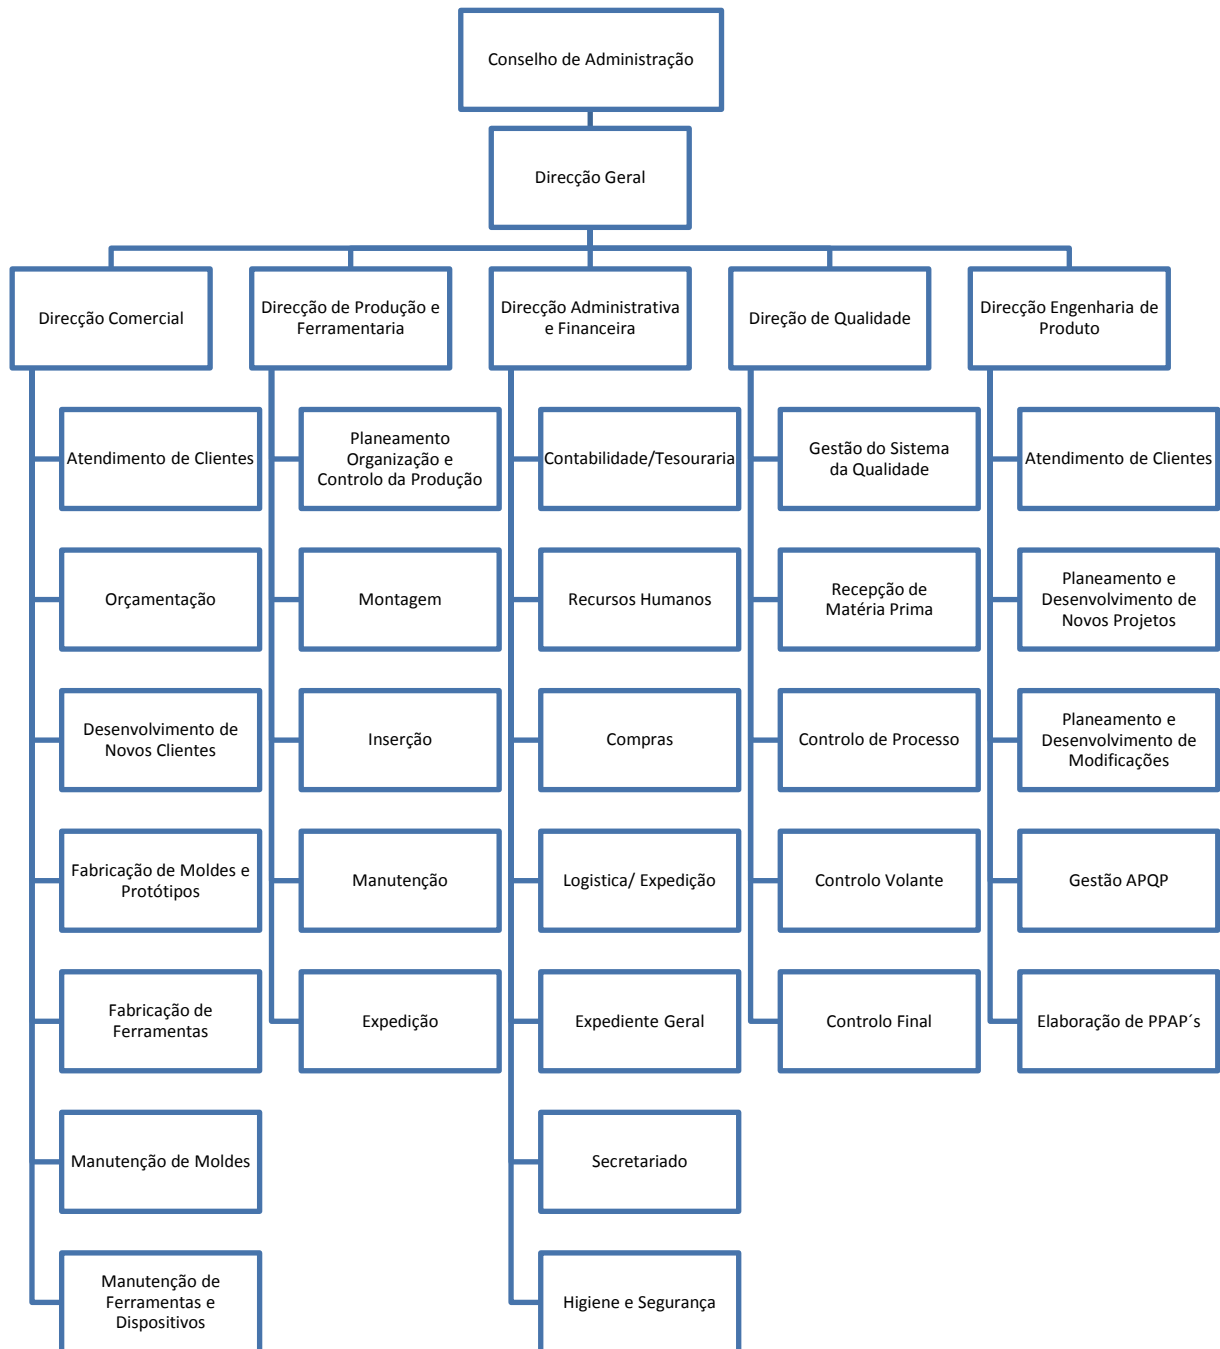 Conselho de Administração
Direcção Geral
Direcção Comercial
Direcção de Produção e
Ferramentaria
Direcção Administrativa
e Financeira
Direção de Qualidade
Direcção Engenharia de
Produto
Atendimento de Clientes
Planeamento
Organização e
Controlo da Produção
Contabilidade/Tesouraria
Gestão do Sistema
da Qualidade
Atendimento de Clientes
Orçamentação
Montagem
Recursos Humanos
Recepção de
Matéria Prima
Planeamento e
Desenvolvimento de
Novos Projetos
Desenvolvimento de
Novos Clientes
Inserção
Compras
Controlo de Processo
Planeamento e
Desenvolvimento de
Modificações
Fabricação de Moldes e
Protótipos
Manutenção
Logistica/ Expedição
Controlo Volante
Gestão APQP
Fabricação de
Ferramentas
Expedição
Expediente Geral
Controlo Final
Elaboração de PPAP´s
Manutenção de Moldes
Secretariado
Manutenção de
Ferramentas e
Dispositivos
Higiene e Segurança